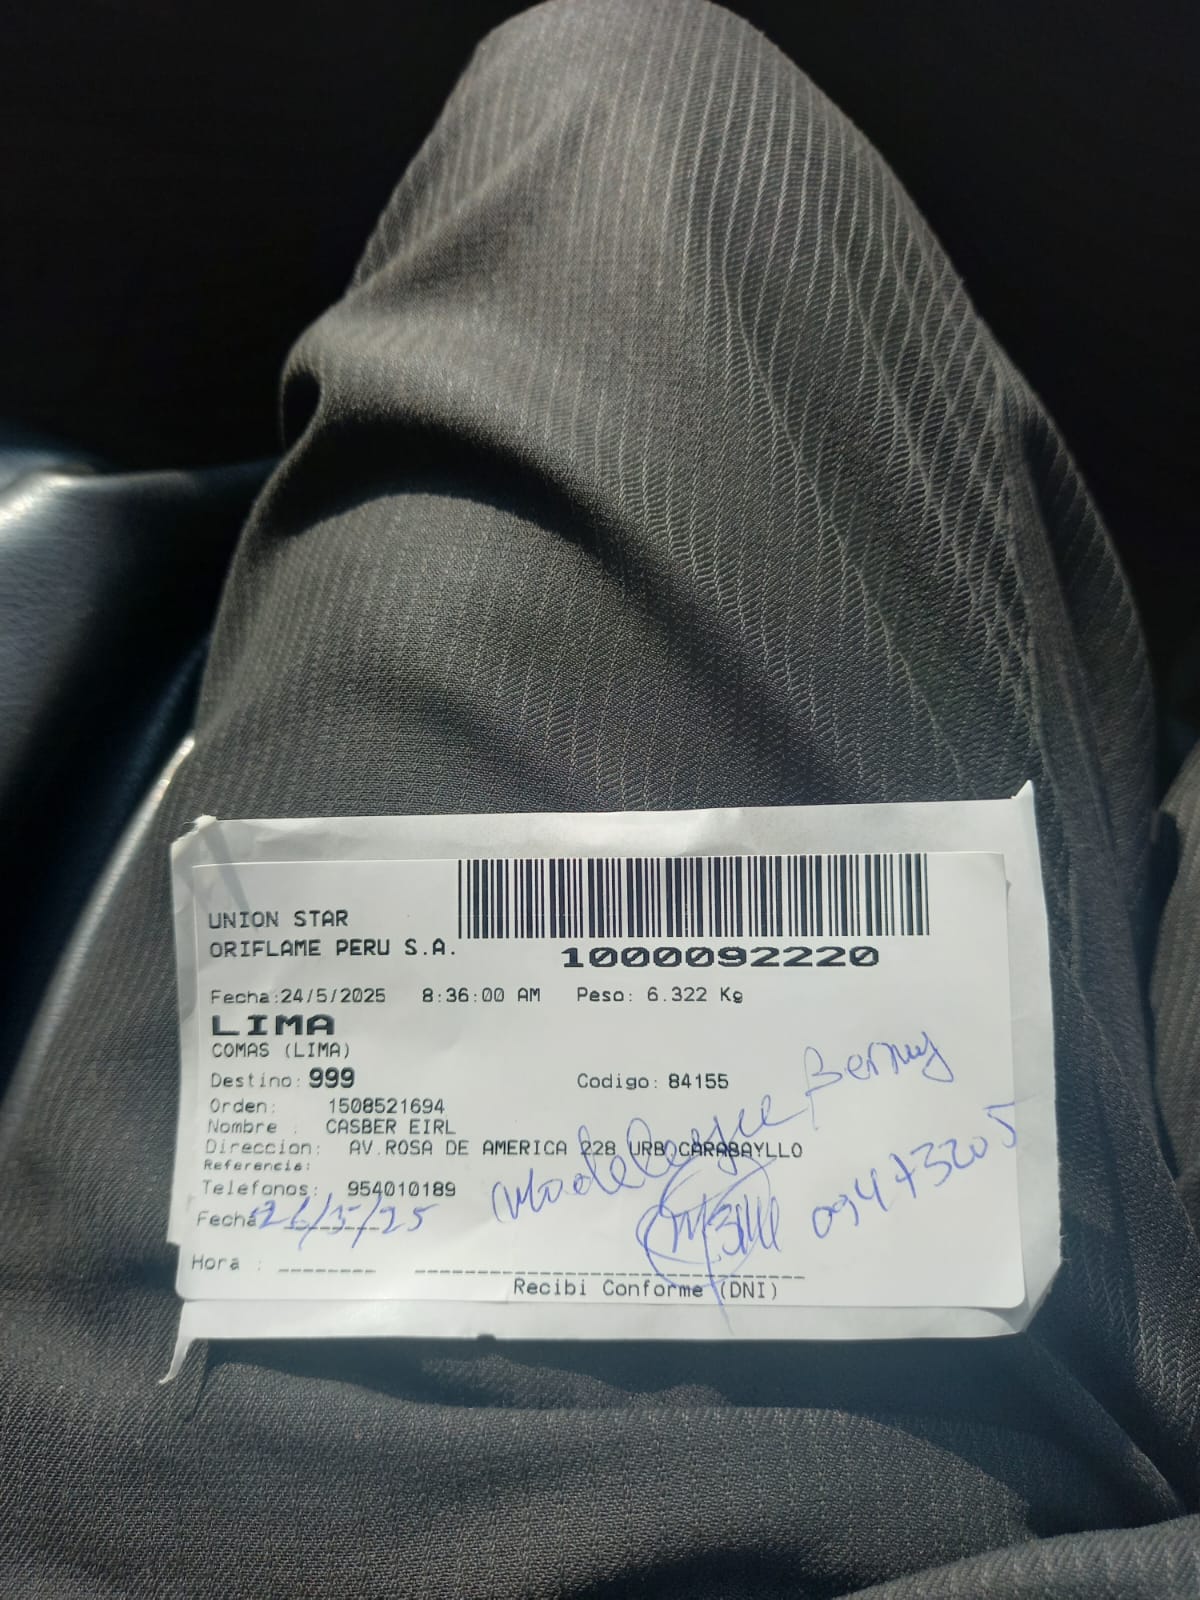 UNION STAR
ORIFLAME PERU S.A.
1000092220
Fecha:24/5/2025 8:36:00 AM Peso: 6.322 Kg
LIMA
COMAS (LIMA)
Destino: 999 Codigo: 84155
Orden: 1508521694
Nombre : CASBER EIRL
Direccion: AV.ROSA DE AMERICA 228 URB.CARABAYLLO
Referencia:
Telefonos: 954010189
Fecha 26/5/25
09473205
Hora :
Recibi Conforme (DNI)